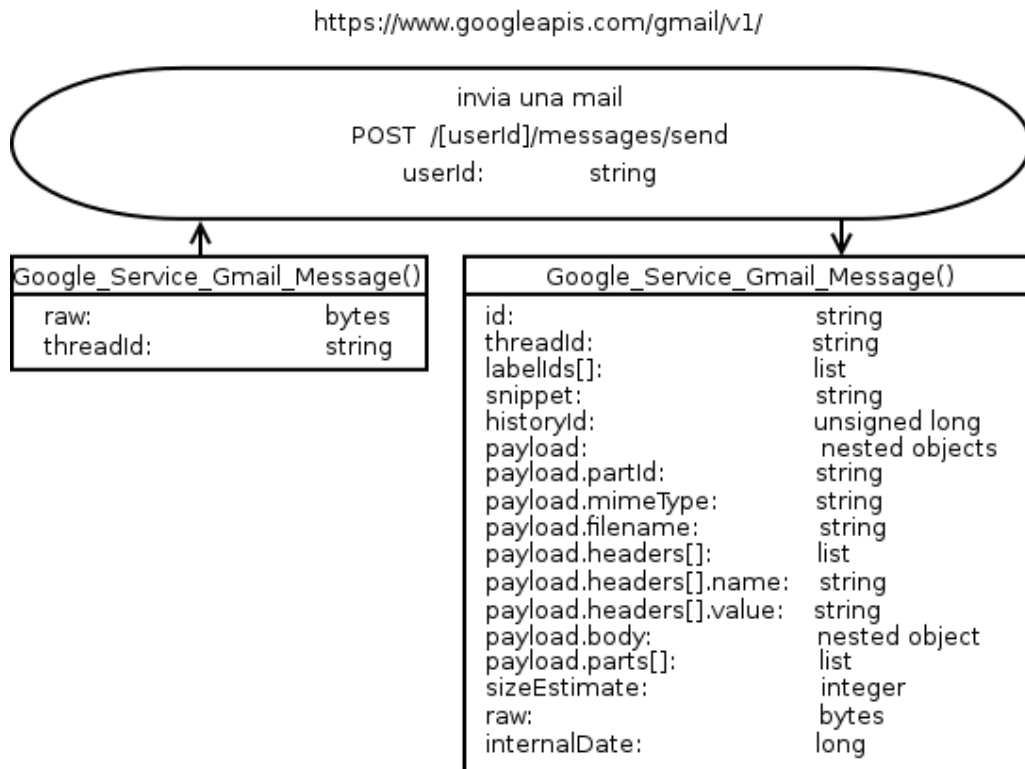 https://www.googleapis.com/gmail/v1/
invia una mail
POST /[userId]/messages/send
userId: string
Google_Service_Gmail_Message()
raw: bytes
threadId: string
Google_Service_Gmail_Message()
id: string
threadId: string
labelIds[]: list
snippet: string
historyId: unsigned long
payload: nested objects
payload.partId: string
payload.mimeType: string
payload.filename: string
payload.headers[]: list
payload.headers[].name: string
payload.headers[].value: string
payload.body: nested object
payload.parts[]: list
sizeEstimate: integer
raw: bytes
internalDate: long